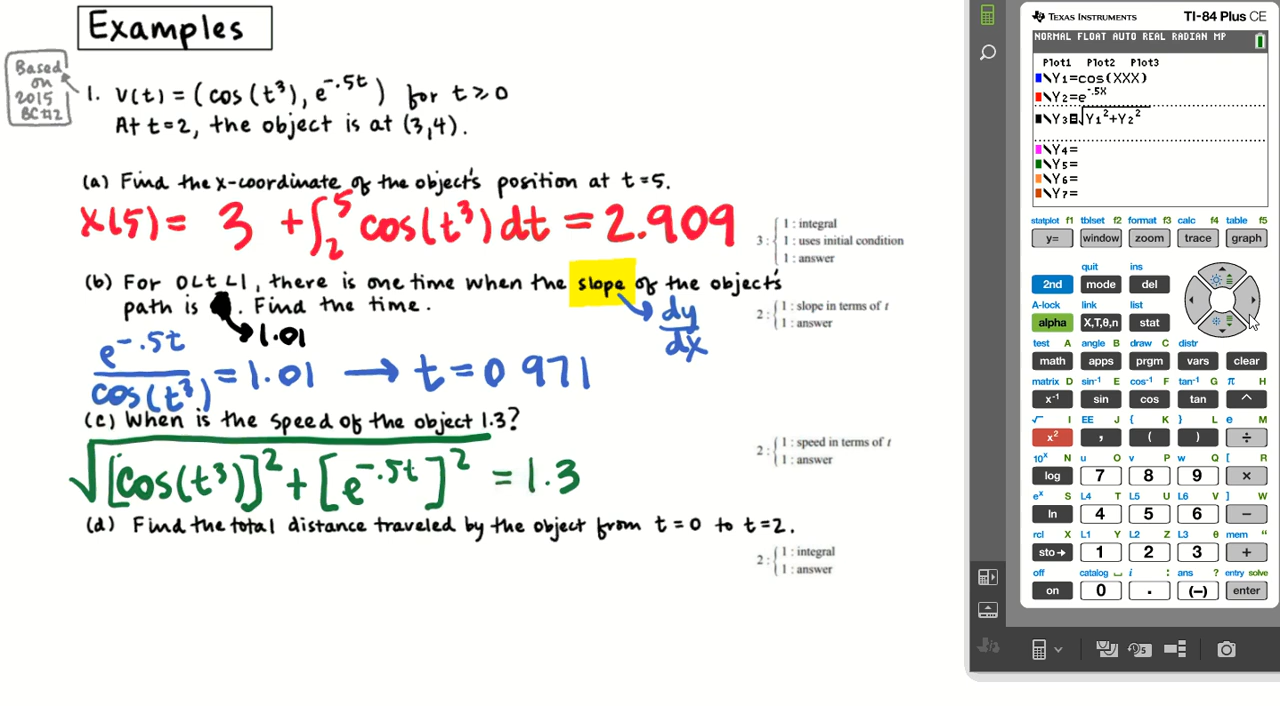 Examples
Based
on
2015
BC #2
1. v(t) = (cos(t³), e^-.5t) for t ≥ 0
At t=2, the object is at (3,4).
(a) Find the x-coordinate of the object's position at t=5.
x(5) = 3 + ∫₂⁵ cos(t³) dt = 2.909
3: { 1 : integral
1 : uses initial condition
1 : answer
(b) For 0<t<1, there is one time when the slope of the object's
path is . Find the time.
1.01
dy/dx
2: { 1 : slope in terms of t
1 : answer
e^-.5t / cos(t³) = 1.01 → t = 0 971
(c) When is the speed of the object 1.3?
√[cos(t³)]² + [e^-.5t]² = 1.3
2: { 1 : speed in terms of t
1 : answer
(d) Find the total distance traveled by the object from t=0 to t=2.
2: { 1 : integral
1 : answer
TEXAS INSTRUMENTS TI-84 Plus CE
NORMAL FLOAT AUTO REAL RADIAN MP
Plot1 Plot2 Plot3
\Y1=cos(XXX)
\Y2=e^-.5X
\Y3=√Y1²+Y2²
\Y4=
\Y5=
\Y6=
\Y7=
statplot f1 tblset f2 format f3 calc f4 table f5
y= window zoom trace graph
quit ins
2nd mode del
A-lock link list
alpha X,T,θ,n stat
test A angle B draw C distr
math apps prgm vars clear
matrix D sin⁻¹ E cos⁻¹ F tan⁻¹ G π H
x⁻¹ sin cos tan ^
√ I EE J { K } L e M
x² , ( ) ÷
10ˣ N u O v P w Q [ R
log 7 8 9 ×
eˣ S L4 T L5 U L6 V ] W
ln 4 5 6 −
rcl X L1 Y L2 Z L3 θ mem "
sto→ 1 2 3 +
off catalog ⎵ i : ans ? entry solve
on 0 . (−) enter